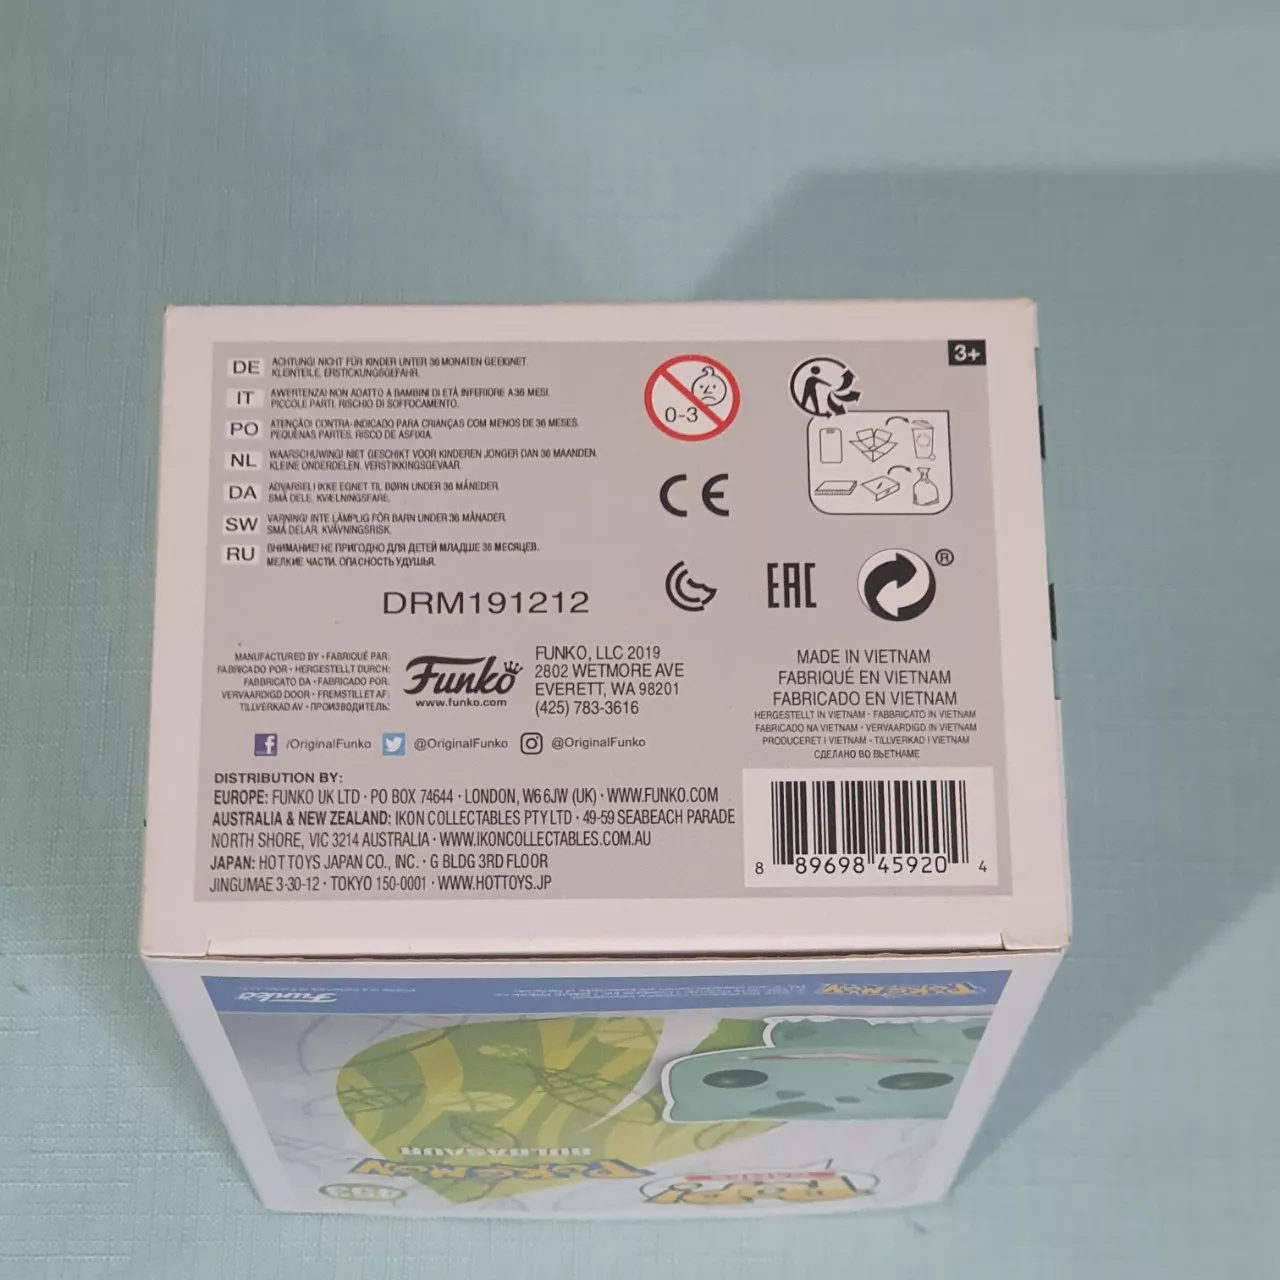 3+
DE ACHTUNG! NICHT FÜR KINDER UNTER 36 MONATEN GEEIGNET.
KLEINTEILE. ERSTICKUNGSGEFAHR.
IT AVVERTENZA! NON ADATTO A BAMBINI DI ETÀ INFERIORE A 36 MESI.
PICCOLE PARTI. RISCHIO DI SOFFOCAMENTO.
PO ATENÇÃO! CONTRA-INDICADO PARA CRIANÇAS COM MENOS DE 36 MESES.
PEQUENAS PARTES. RISCO DE ASFIXIA.
NL WAARSCHUWING! NIET GESCHIKT VOOR KINDEREN JONGER DAN 36 MAANDEN.
KLEINE ONDERDELEN. VERSTIKKINGSGEVAAR.
DA ADVARSEL! IKKE EGNET TIL BØRN UNDER 36 MÅNEDER.
SMÅ DELE. KVÆLNINGSFARE.
SW VARNING! INTE LÄMPLIG FÖR BARN UNDER 36 MÅNADER.
SMÅ DELAR. KVÄVNINGSRISK.
RU ВНИМАНИЕ! НЕ ПРИГОДНО ДЛЯ ДЕТЕЙ МЛАДШЕ 36 МЕСЯЦЕВ.
МЕЛКИЕ ЧАСТИ. ОПАСНОСТЬ УДУШЬЯ.
0-3
CE
EAC
®
DRM191212
MANUFACTURED BY • FABRIQUÉ PAR:
FABRICADO POR • HERGESTELLT DURCH:
FABBRICATO DA • FABRICADO POR:
VERVAARDIGD DOOR • FREMSTILLET AF:
TILLVERKAD AV • ПРОИЗВОДИТЕЛЬ:
Funko
www.funko.com
FUNKO, LLC 2019
2802 WETMORE AVE
EVERETT, WA 98201
(425) 783-3616
/OriginalFunko @OriginalFunko @OriginalFunko
MADE IN VIETNAM
FABRIQUÉ EN VIETNAM
FABRICADO EN VIETNAM
HERGESTELLT IN VIETNAM • FABBRICATO IN VIETNAM
FABRICADO NA VIETNAM • VERVAARDIGD IN VIETNAM
PRODUCERET I VIETNAM • TILLVERKAD I VIETNAM
СДЕЛАНО ВО ВЬЕТНАМЕ
DISTRIBUTION BY:
EUROPE: FUNKO UK LTD • PO BOX 74644 • LONDON, W6 6JW (UK) • WWW.FUNKO.COM
AUSTRALIA & NEW ZEALAND: IKON COLLECTABLES PTY LTD • 49-59 SEABEACH PARADE
NORTH SHORE, VIC 3214 AUSTRALIA • WWW.IKONCOLLECTABLES.COM.AU
JAPAN: HOT TOYS JAPAN CO., INC. • G BLDG 3RD FLOOR
JINGUMAE 3-30-12 • TOKYO 150-0001 • WWW.HOTTOYS.JP
8 89698 45920 4
Funko
POKÉMON
BULBASAUR
POKÉMON
POP!